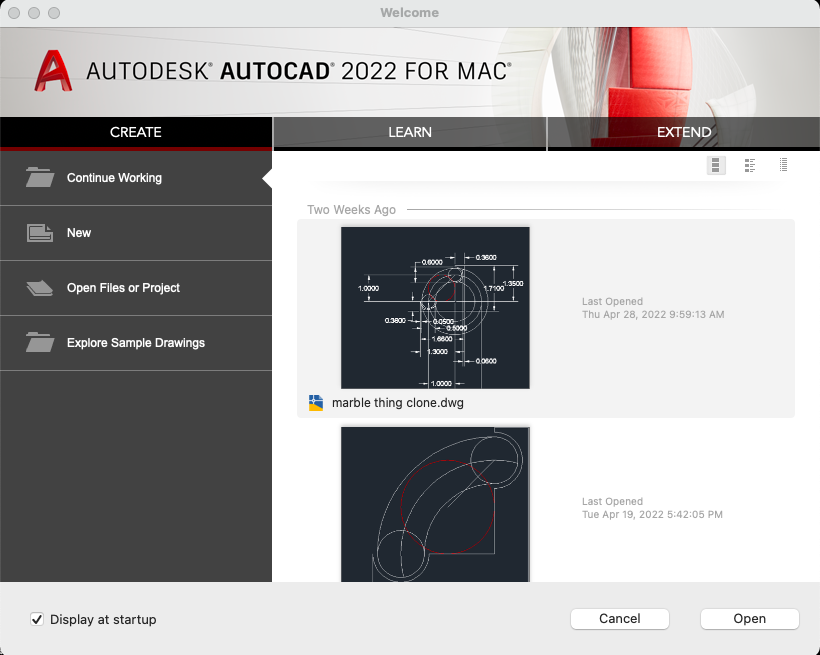 Welcome
AUTODESK® AUTOCAD® 2022 FOR MAC®
CREATE
LEARN
EXTEND
Continue Working
New
Open Files or Project
Explore Sample Drawings
Two Weeks Ago
0.6000
0.3600
1.0000
1.7100
1.3500
0.3800
0.0500
0.5000
1.6600
1.3000
0.0600
1.0000
Last Opened
Thu Apr 28, 2022 9:59:13 AM
marble thing clone.dwg
Last Opened
Tue Apr 19, 2022 5:42:05 PM
Display at startup
Cancel
Open